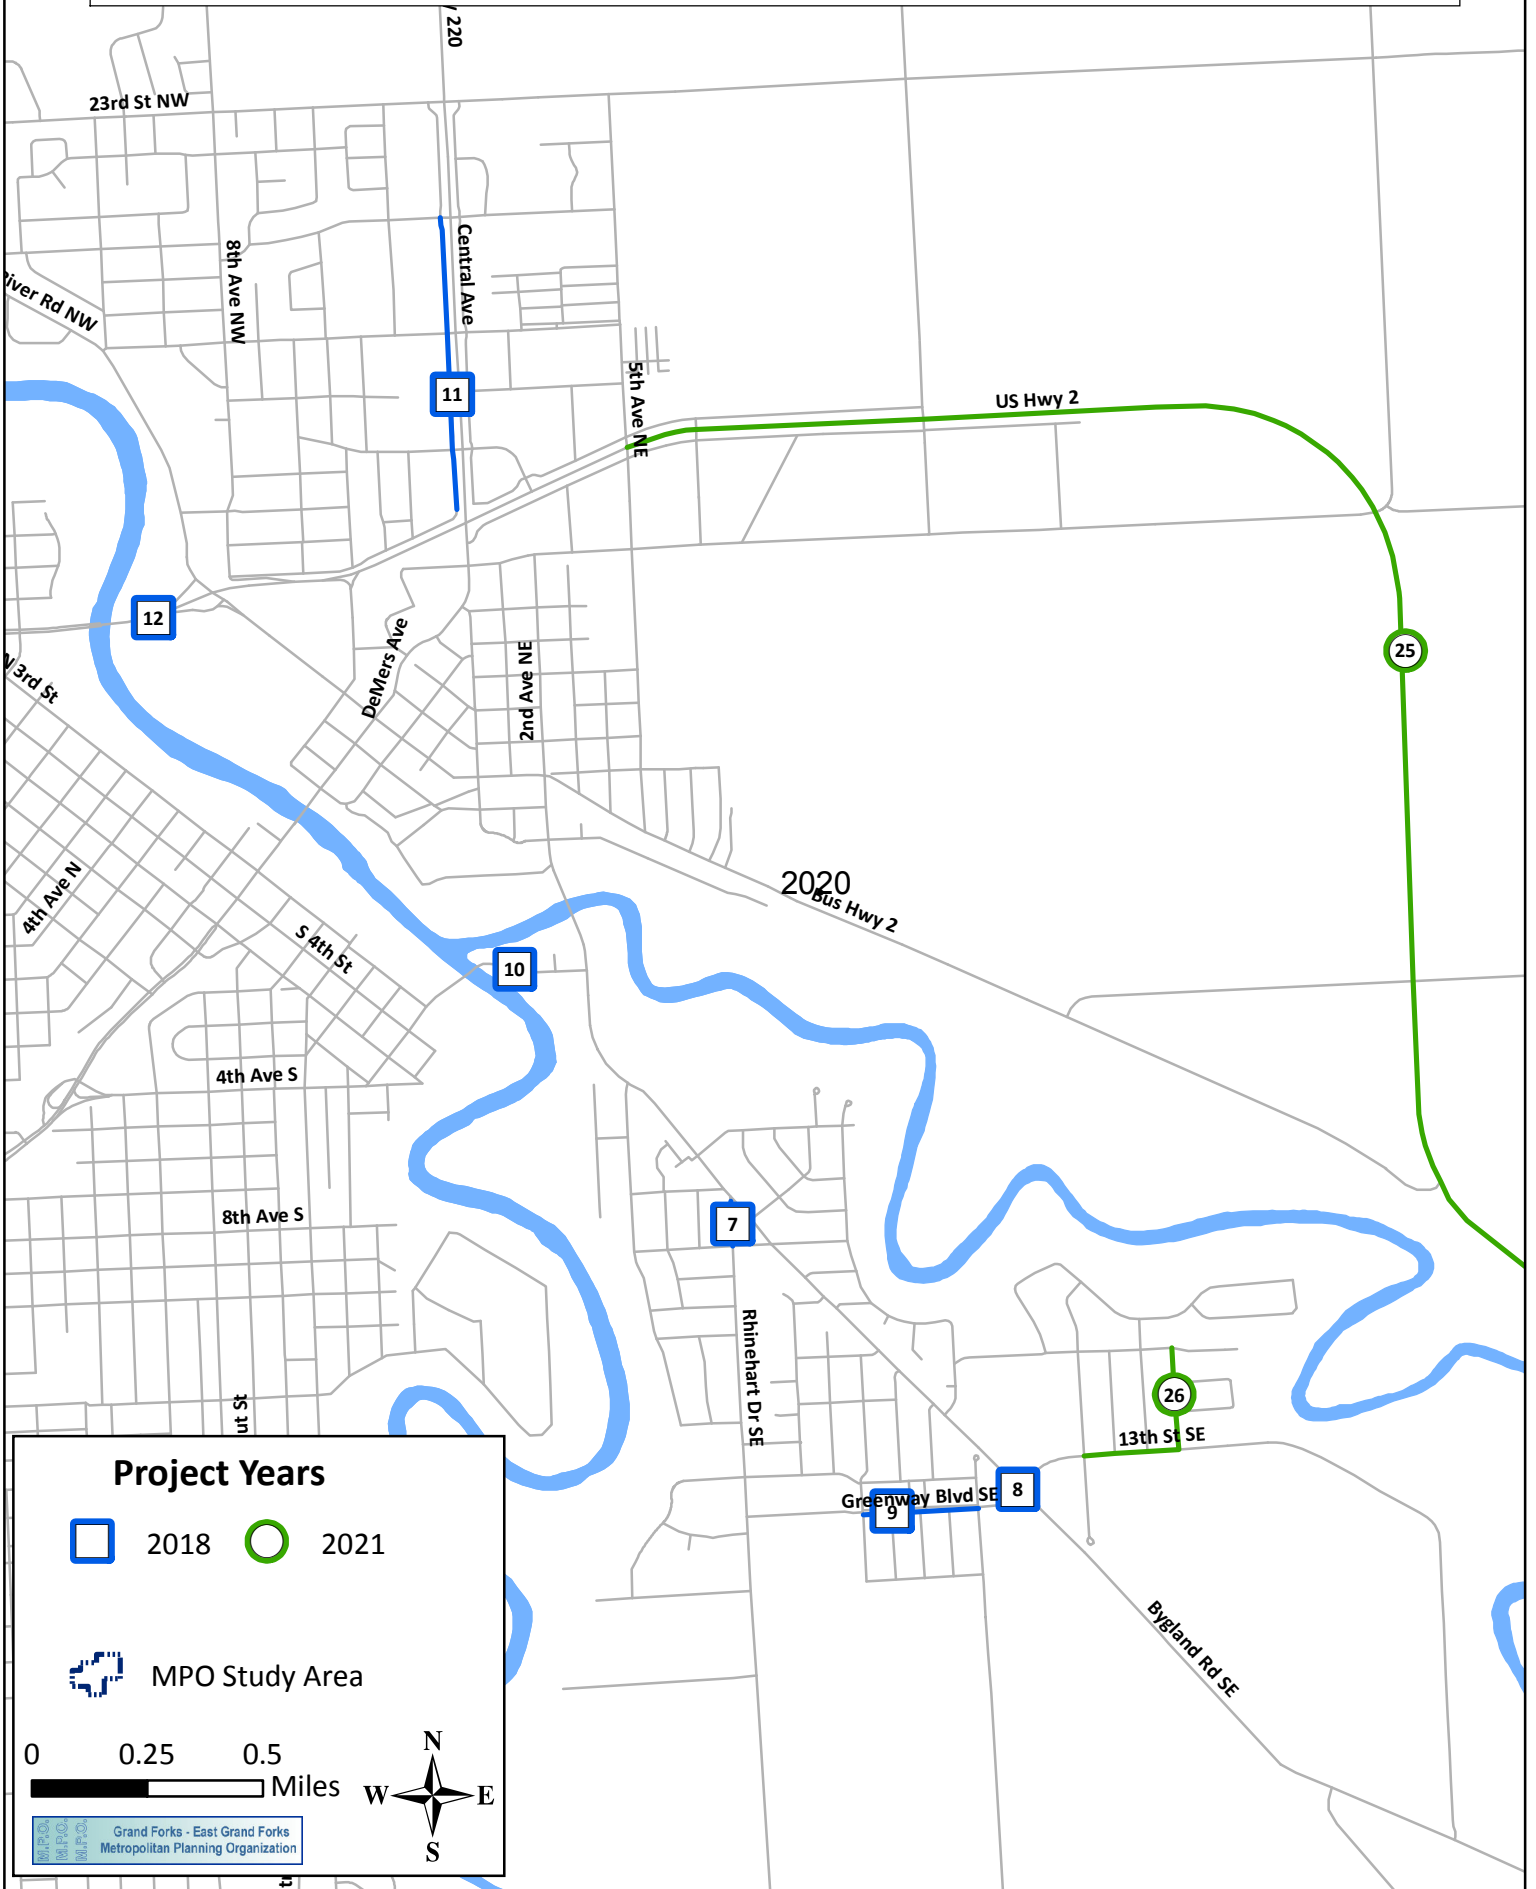 220
23rd St NW
8th Ave NW
Central Ave
River Rd NW
11
5th Ave NE
US Hwy 2
12
25
N 3rd St
DeMers Ave
2nd Ave NE
2020
Bus Hwy 2
4th Ave N
S 4th St
10
4th Ave S
8th Ave S
7
Rhinehart Dr SE
26
13th St SE
Greenway Blvd SE
8
9
Bygland Rd SE
Project Years
2018
2021
MPO Study Area
0 0.25 0.5
Miles
N
W E
S
M.P.O.
M.P.O.
M.P.O.
Grand Forks - East Grand Forks
Metropolitan Planning Organization